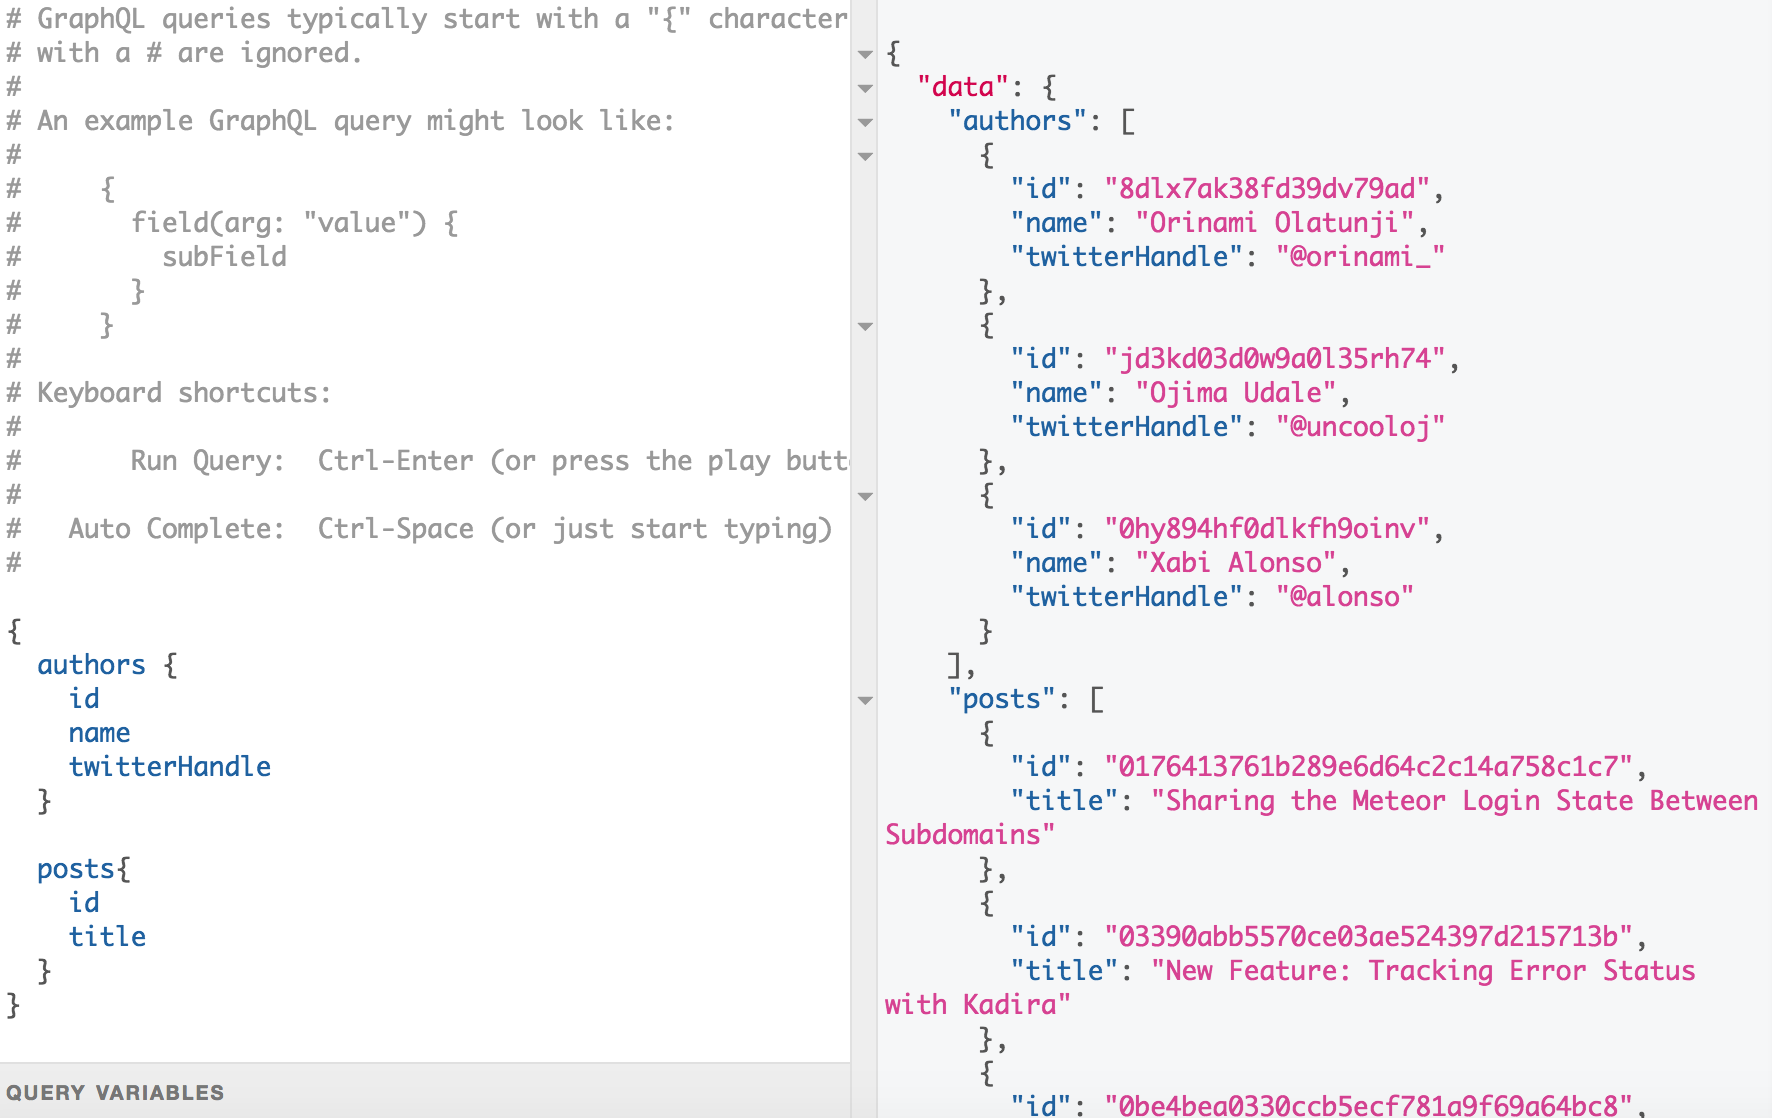 # GraphQL queries typically start with a "{" character
# with a # are ignored.
#
# An example GraphQL query might look like:
#
#     {
#       field(arg: "value") {
#         subField
#       }
#     }
#
# Keyboard shortcuts:
#
#       Run Query:  Ctrl-Enter (or press the play butt
#
#   Auto Complete:  Ctrl-Space (or just start typing)
#

{
  authors {
    id
    name
    twitterHandle
  }

  posts{
    id
    title
  }
}
QUERY VARIABLES
{
  "data": {
    "authors": [
      {
        "id": "8dlx7ak38fd39dv79ad",
        "name": "Orinami Olatunji",
        "twitterHandle": "@orinami_"
      },
      {
        "id": "jd3kd03d0w9a0l35rh74",
        "name": "Ojima Udale",
        "twitterHandle": "@uncooloj"
      },
      {
        "id": "0hy894hf0dlkfh9oinv",
        "name": "Xabi Alonso",
        "twitterHandle": "@alonso"
      }
    ],
    "posts": [
      {
        "id": "0176413761b289e6d64c2c14a758c1c7",
        "title": "Sharing the Meteor Login State Between
Subdomains"
      },
      {
        "id": "03390abb5570ce03ae524397d215713b",
        "title": "New Feature: Tracking Error Status
with Kadira"
      },
      {
        "id": "0be4bea0330ccb5ecf781a9f69a64bc8",